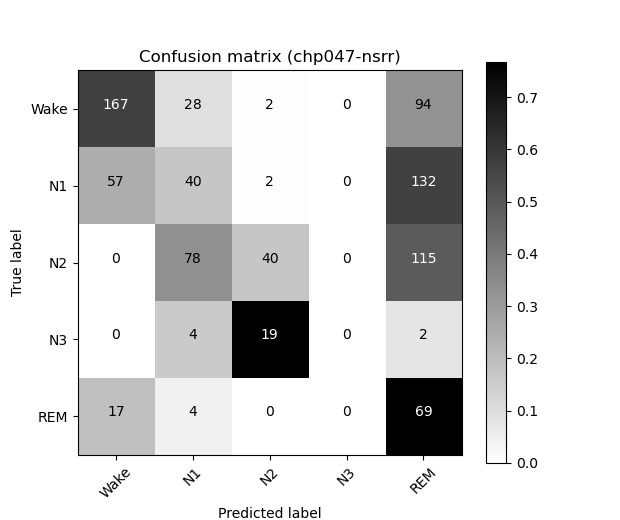 Confusion matrix (chp047-nsrr)
True label
Wake 167 28 2 0 94
N1 57 40 2 0 132
N2 0 78 40 0 115
N3 0 4 19 0 2
REM 17 4 0 0 69
Wake N1 N2 N3 REM
Predicted label
0.7
0.6
0.5
0.4
0.3
0.2
0.1
0.0